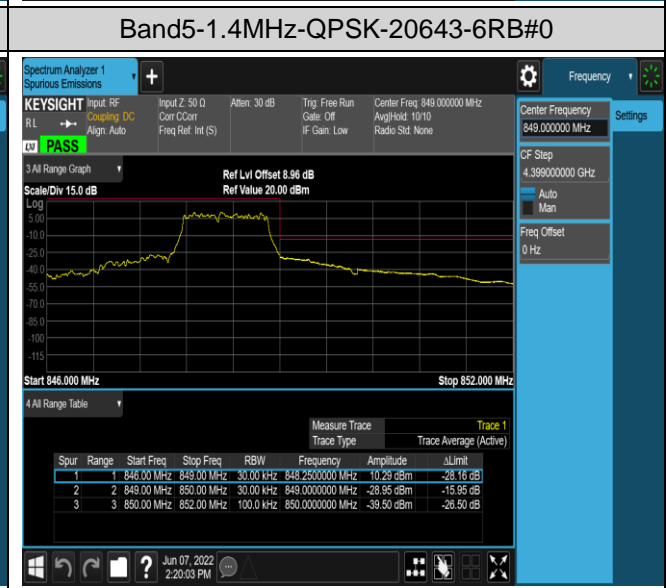 Band5-1.4MHz-QPSK-20643-6RB#0
Spectrum Analyzer 1
Spurious Emissions
+
Frequency
KEYSIGHT
RL
Input: RF
Coupling: DC
Align: Auto
Input Z: 50 Ω
Corr CCorr
Freq Ref: Int (S)
Atten: 30 dB
Trig: Free Run
Gate: Off
IF Gain: Low
Center Freq: 849.000000 MHz
Avg|Hold: 10/10
Radio Std: None
LXI PASS
Center Frequency
849.000000 MHz
Settings
CF Step
4.399000000 GHz
Auto
Man
Freq Offset
0 Hz
3 All Range Graph
Ref Lvl Offset 8.96 dB
Scale/Div 15.0 dB
Ref Value 20.00 dBm
Log
5.00
-10.0
-25.0
-40.0
-55.0
-70.0
-85.0
-100
-115
Start 846.000 MHz
Stop 852.000 MHz
4 All Range Table
Measure Trace Trace 1
Trace Type Trace Average (Active)
Spur Range Start Freq Stop Freq RBW Frequency Amplitude ΔLimit
1 1 846.00 MHz 849.00 MHz 30.00 kHz 848.2500000 MHz 10.29 dBm -28.16 dB
2 2 849.00 MHz 850.00 MHz 30.00 kHz 849.0000000 MHz -28.95 dBm -15.95 dB
3 3 850.00 MHz 852.00 MHz 100.0 kHz 850.0000000 MHz -39.50 dBm -26.50 dB
?
Jun 07, 2022
2:20:03 PM